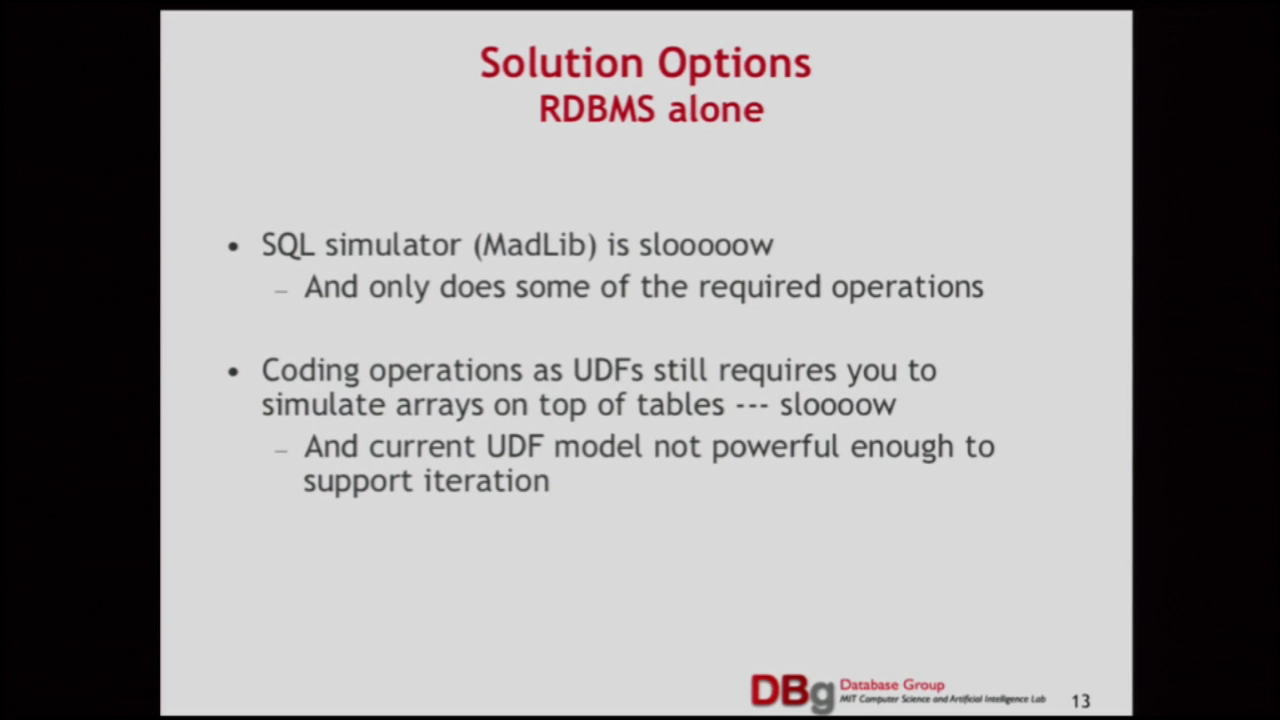 Solution Options
RDBMS alone
• SQL simulator (MadLib) is slooooow
– And only does some of the required operations
• Coding operations as UDFs still requires you to
simulate arrays on top of tables --- sloooow
– And current UDF model not powerful enough to
support iteration
DBg Database Group
MIT Computer Science and Artificial Intelligence Lab
13